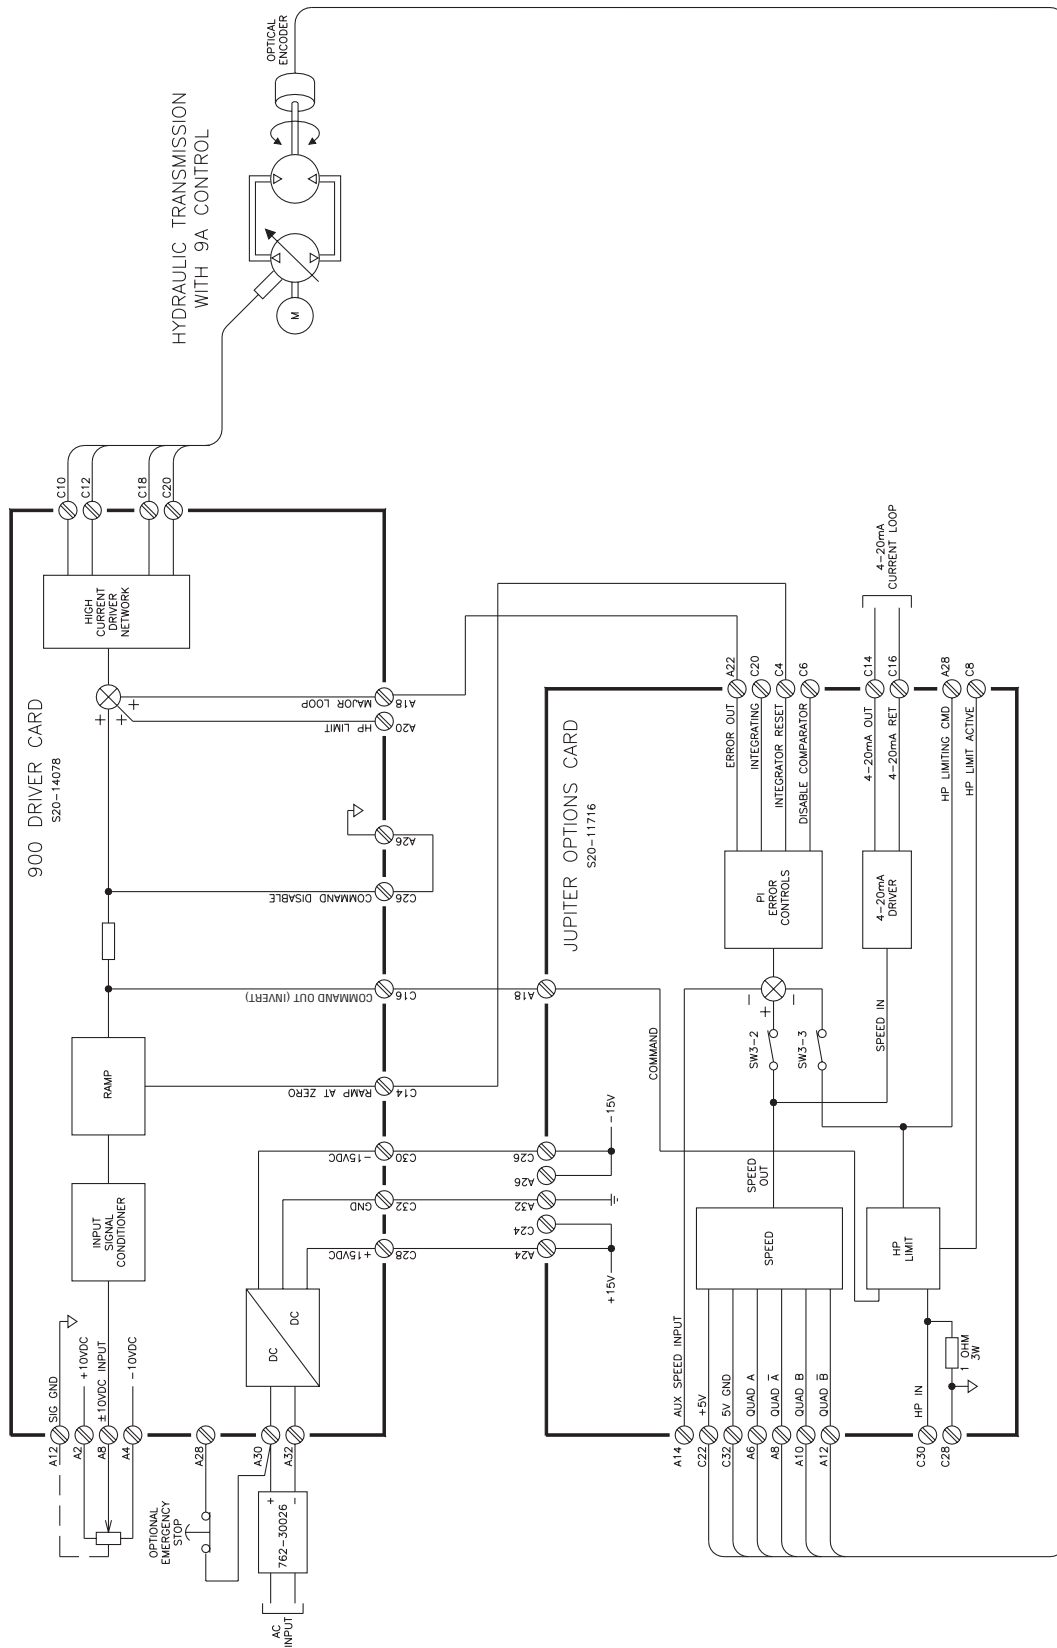 HYDRAULIC TRANSMISSION
WITH 9A CONTROL
OPTICAL
ENCODER
M
900 DRIVER CARD
S20-14078
C10
C12
C18
C20
HIGH
CURRENT
DRIVER
NETWORK
+
+
+
MAJOR LOOP
A18
HP LIMIT
A20
A26
COMMAND DISABLE
C26
COMMAND OUT (INVERT)
C16
RAMP
RAMP AT ZERO
C14
-15VDC
C30
GND
C32
+15VDC
C28
INPUT
SIGNAL
CONDITIONER
DC
DC
A12
SIG GND
A2
+10VDC
A8
±10VDC INPUT
A4
-10VDC
A28
A30
A32
OPTIONAL
EMERGENCY
STOP
+
-
762-30026
AC
INPUT
JUPITER OPTIONS CARD
S20-11716
A22
ERROR OUT
C20
INTEGRATING
C4
INTEGRATOR RESET
C6
DISABLE COMPARATOR
C14
4-20mA OUT
C16
4-20mA RET
4-20mA
CURRENT LOOP
A28
HP LIMITING CMD
C8
HP LIMIT ACTIVE
PI
ERROR
CONTROLS
4-20mA
DRIVER
A18
COMMAND
-
+
-
SW3-2
SW3-3
SPEED IN
C26
A26
A32
C24
A24
-15V
+15V
SPEED
OUT
SPEED
HP
LIMIT
A14
AUX SPEED INPUT
C22
+5V
C32
5V GND
A6
QUAD A
A8
QUAD A̅
A10
QUAD B
A12
QUAD B̅
C30
HP IN
C28
1 OHM
3W